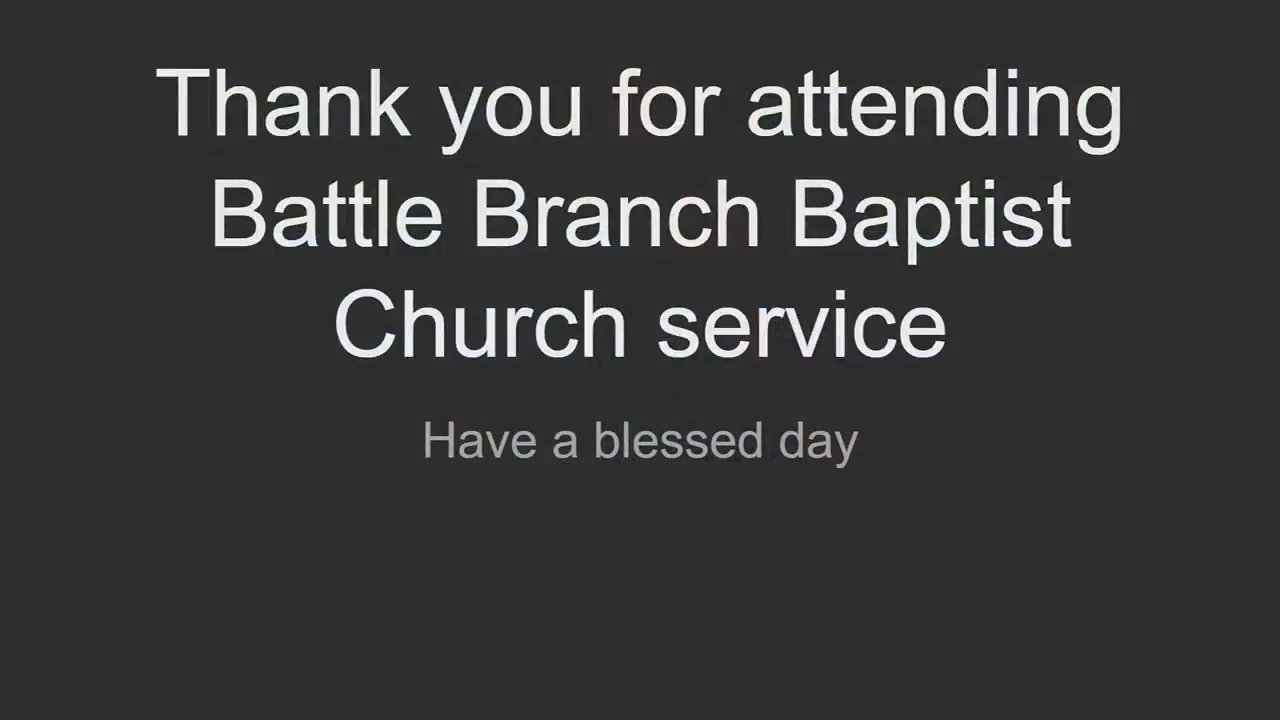 Thank you for attending
Battle Branch Baptist
Church service
Have a blessed day